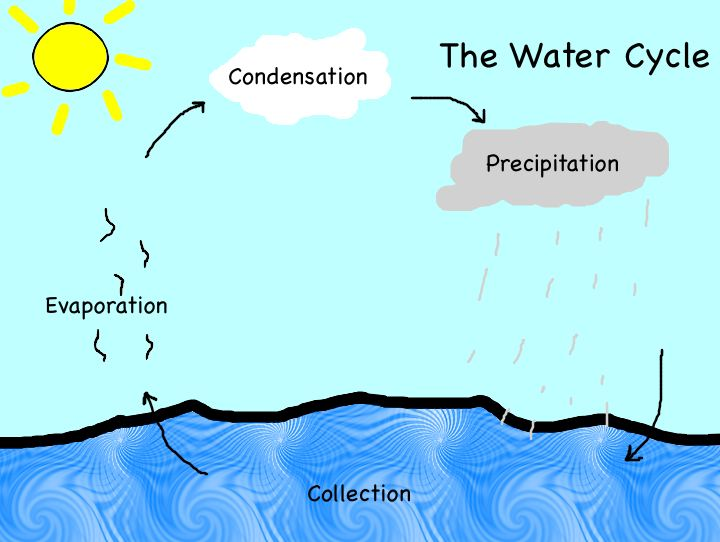 The Water Cycle
Condensation
Precipitation
Evaporation
Collection